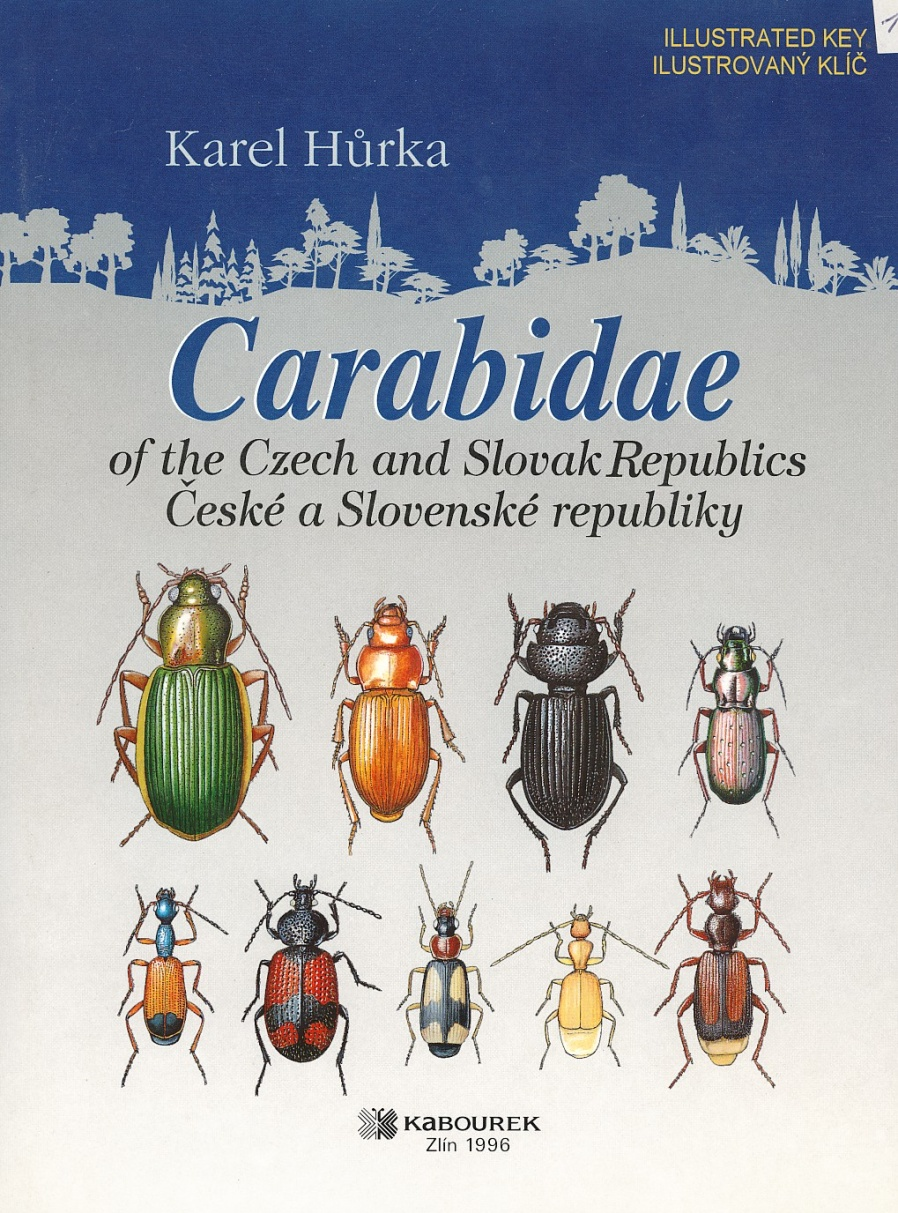 ILLUSTRATED KEY
ILUSTROVANÝ KLÍČ
Karel Hůrka
Carabidae
of the Czech and Slovak Republics
České a Slovenské republiky
KABOUREK
Zlín 1996